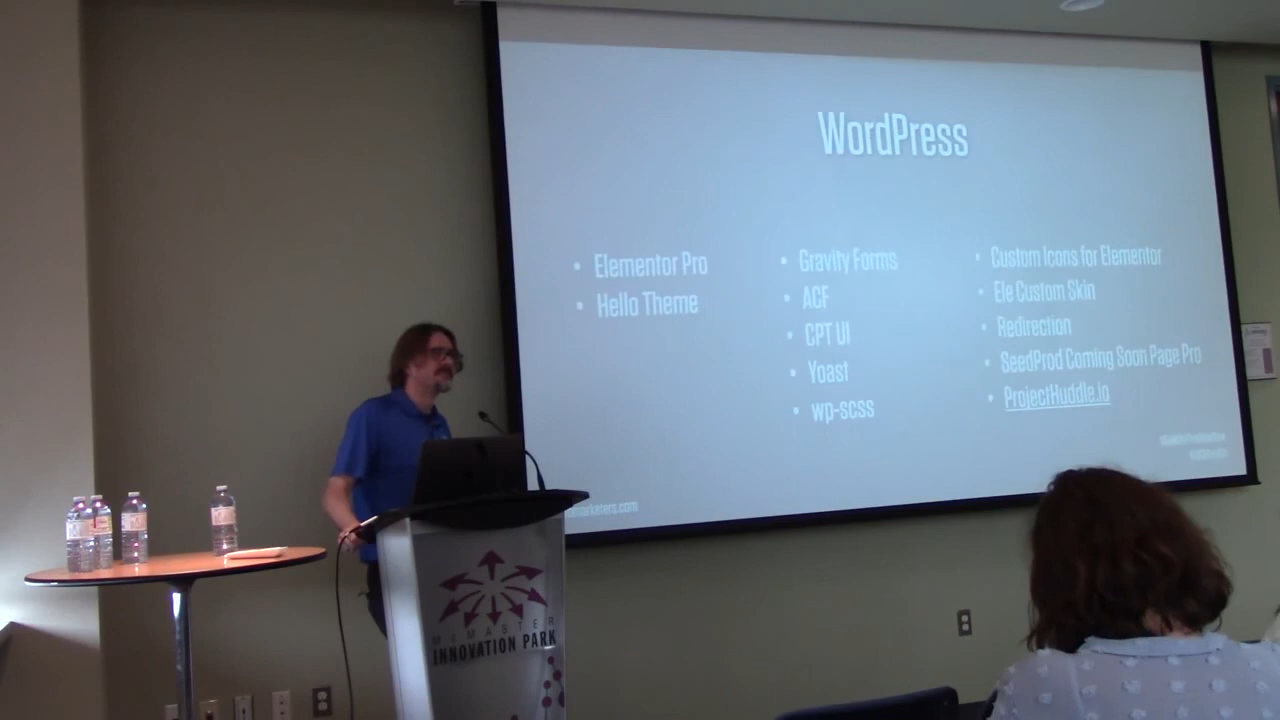 WordPress
• Elementor Pro
• Hello Theme
• Gravity Forms
• ACF
• CPT UI
• Yoast
• wp-scss
• Custom Icons for Elementor
• Ele Custom Skin
• Redirection
• SeedProd Coming Soon Page Pro
• ProjectHuddle.io
McMASTER
INNOVATION PARK